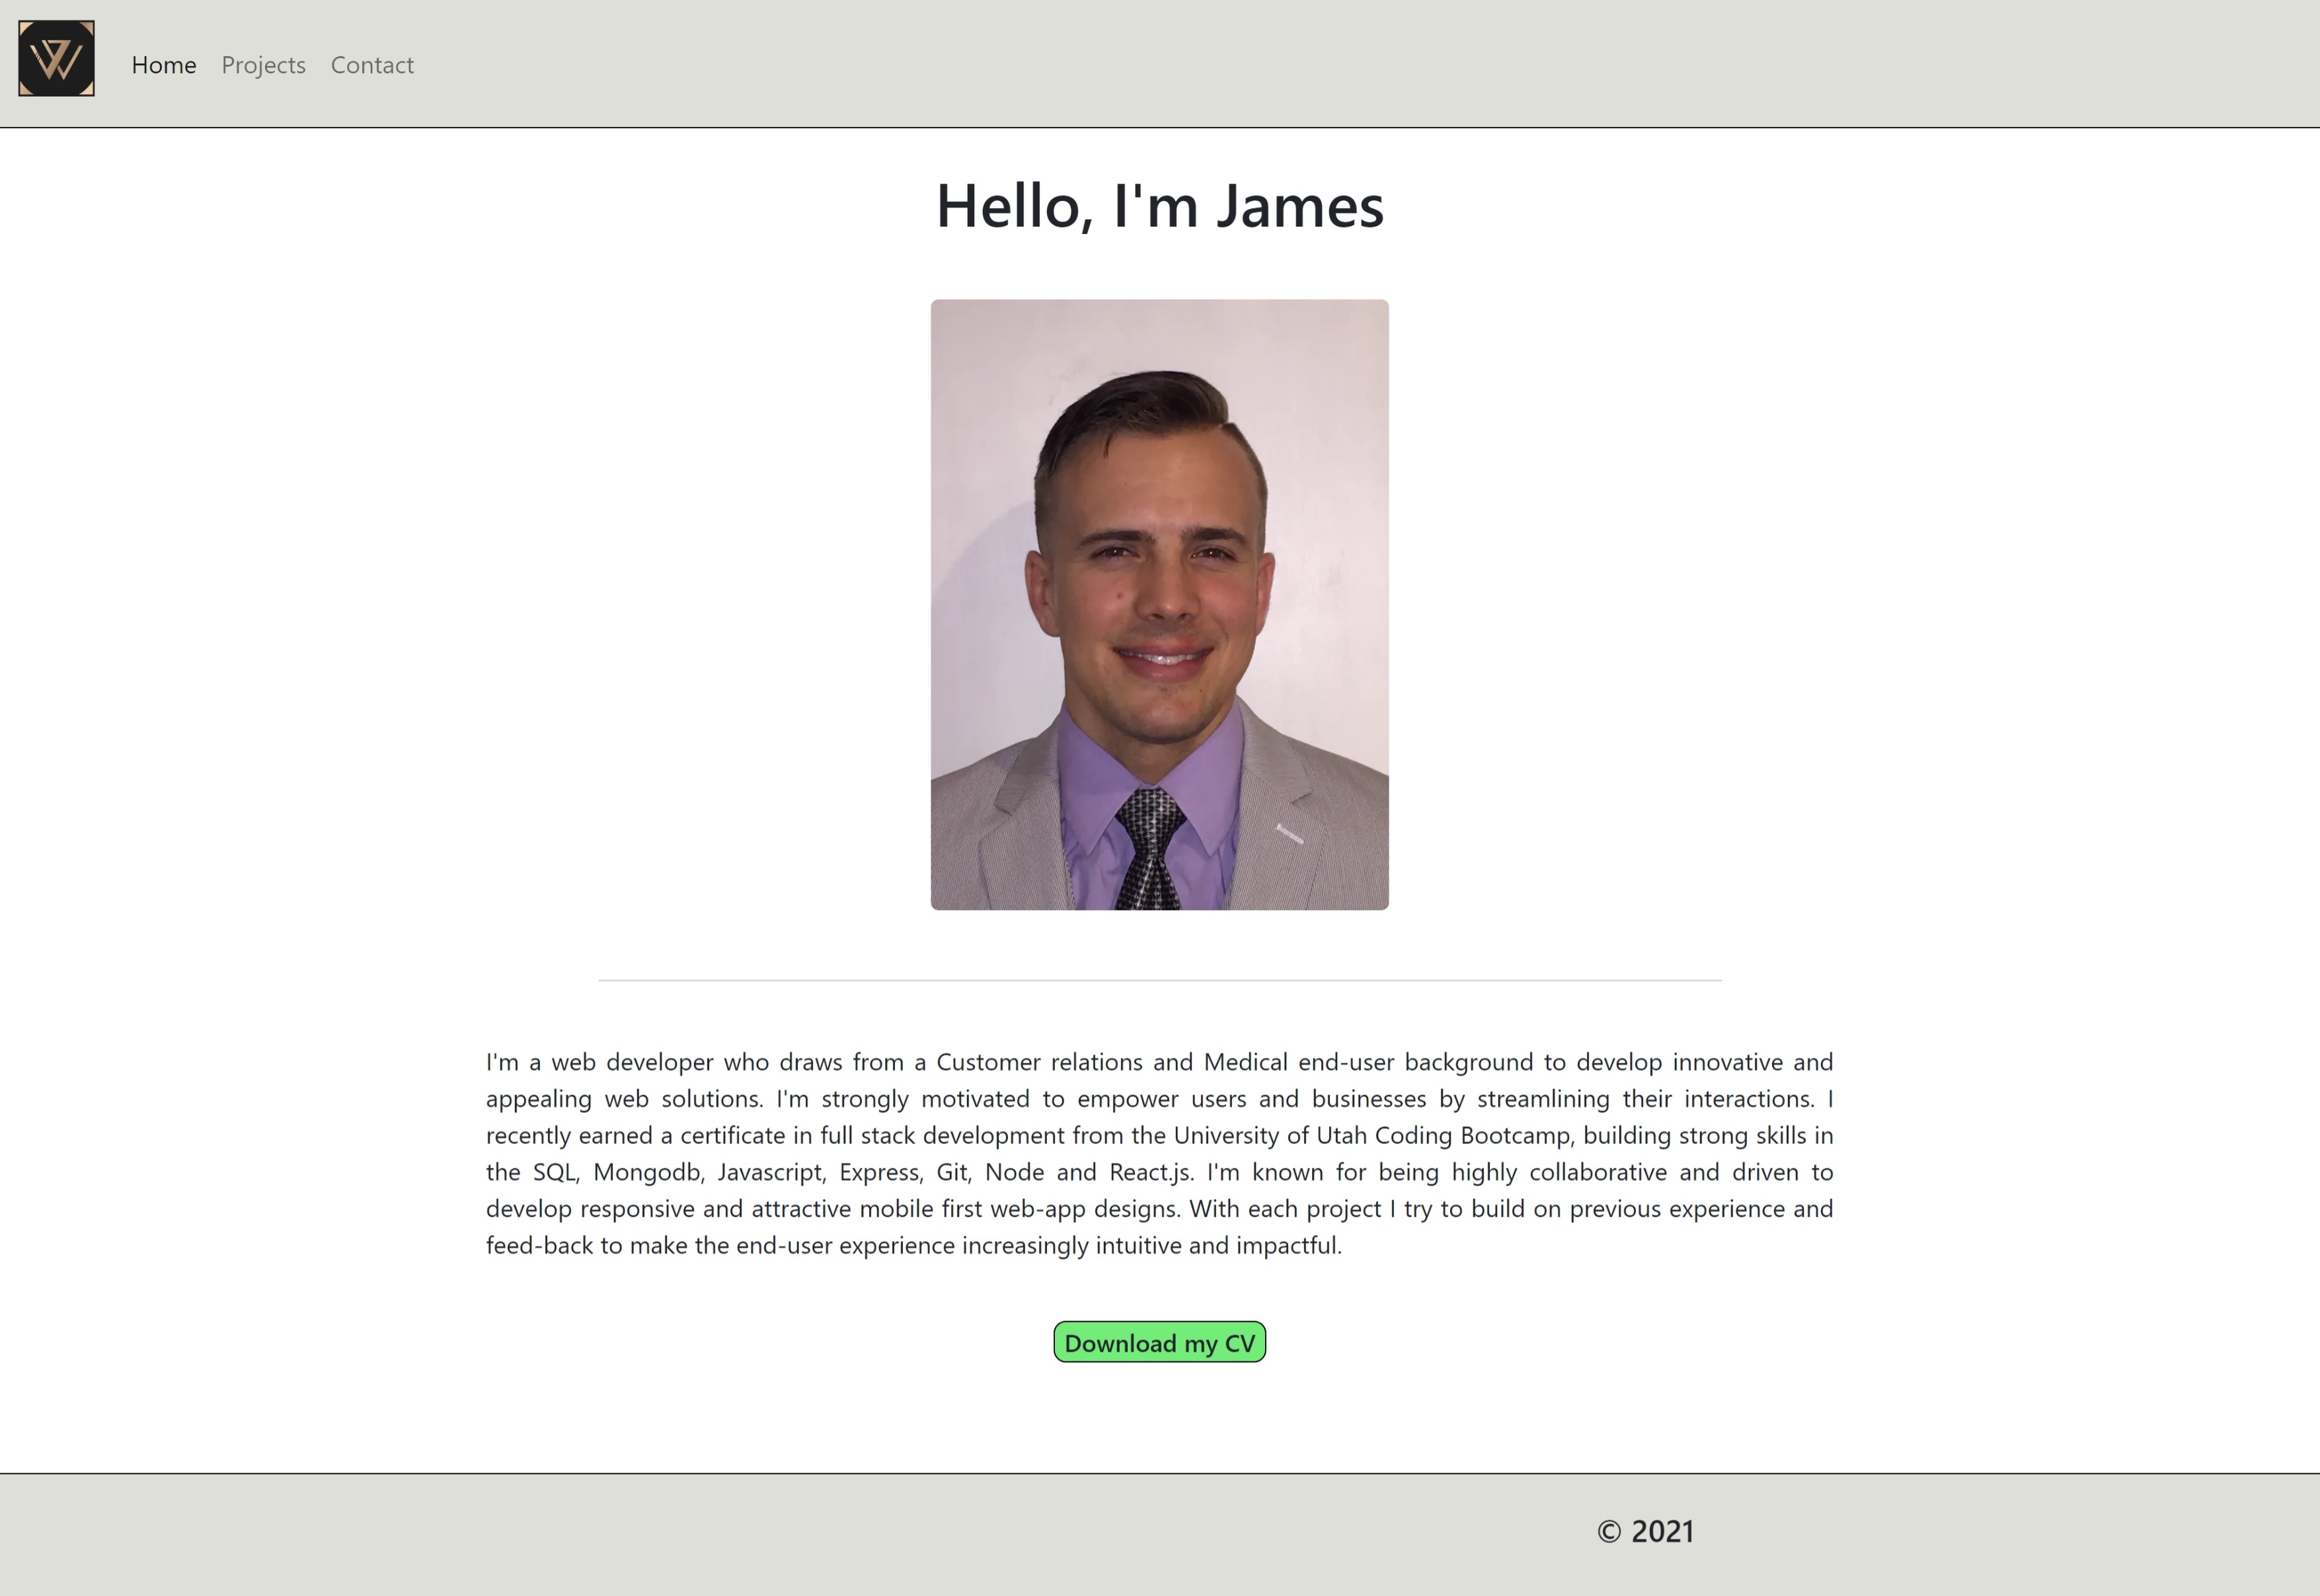 Home Projects Contact
Hello, I'm James
I'm a web developer who draws from a Customer relations and Medical end-user background to develop innovative and
appealing web solutions. I'm strongly motivated to empower users and businesses by streamlining their interactions. I
recently earned a certificate in full stack development from the University of Utah Coding Bootcamp, building strong skills in
the SQL, Mongodb, Javascript, Express, Git, Node and React.js. I'm known for being highly collaborative and driven to
develop responsive and attractive mobile first web-app designs. With each project I try to build on previous experience and
feed-back to make the end-user experience increasingly intuitive and impactful.
Download my CV
© 2021